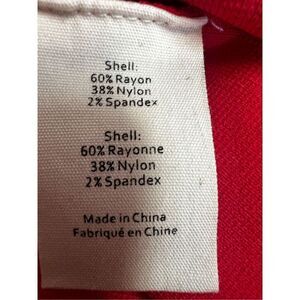 Shell:
60% Rayon
38% Nylon
2% Spandex
Shell:
60% Rayonne
38% Nylon
2% Spandex
Made in China
Fabriqué en Chine